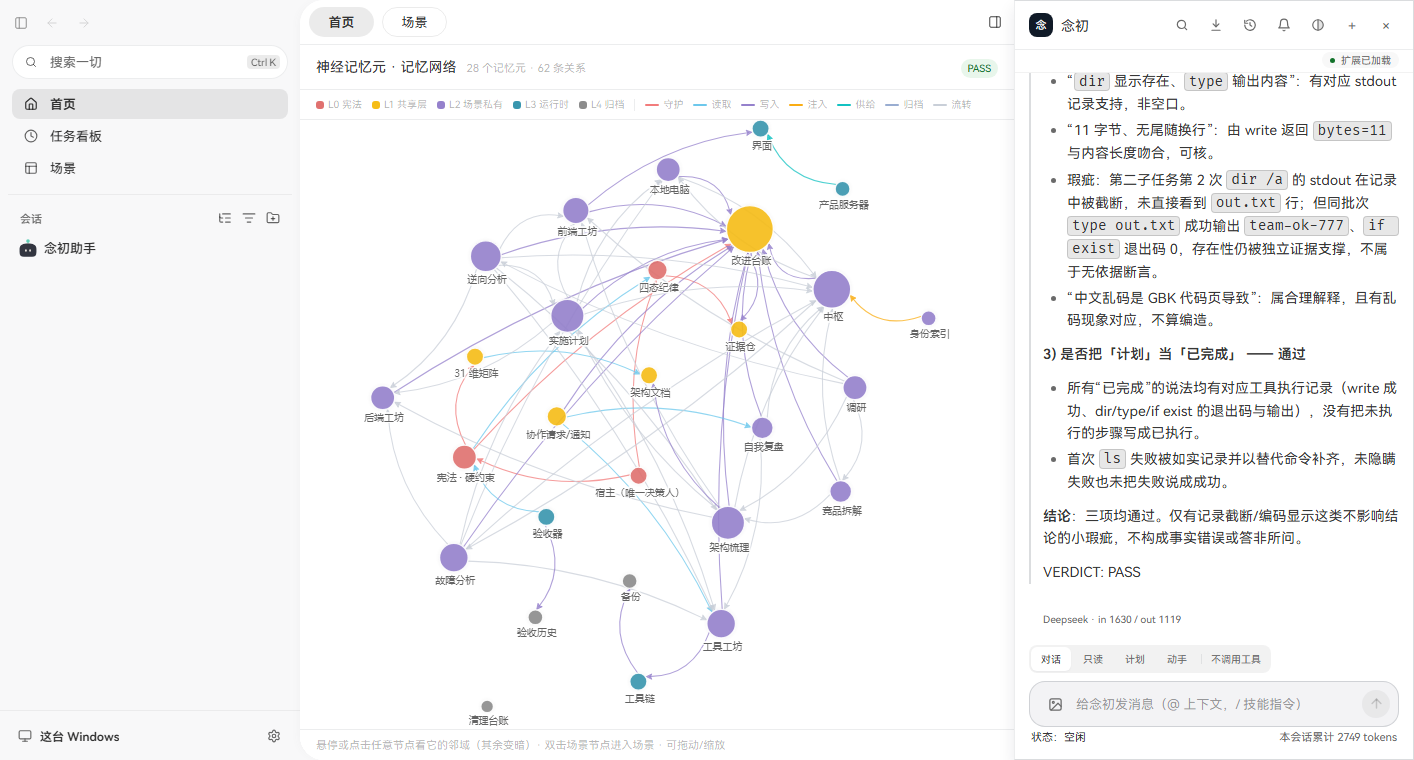 搜索一切
Ctrl K
首页
任务看板
场景
会话
念初助手
这台 Windows
首页
场景
神经记忆元 · 记忆网络
28 个记忆元 · 62 条关系
PASS
L0 宪法
L1 共享层
L2 场景私有
L3 运行时
L4 归档
守护
读取
写入
注入
供给
归档
流转
界面
本地电脑
产品服务器
前端工坊
改进台账
逆向分析
四态纪律
中枢
身份索引
实施计划
证据仓
31 维矩阵
架构文档
调研
后端工坊
协作请求/通知
自我复盘
宪法 · 硬约束
宿主（唯一决策人）
竞品拆解
验收器
架构梳理
故障分析
备份
验收历史
工具工坊
工具链
清理台账
悬停或点击任意节点看它的邻域（其余变暗） · 双击场景节点进入场景 · 可拖动/缩放
念
念初
扩展已加载
“dir 显示存在、type 输出内容”：有对应 stdout
记录支持，非空口。
“11 字节、无尾随换行”：由 write 返回 bytes=11
与内容长度吻合，可核。
瑕疵：第二子任务第 2 次 dir /a 的 stdout 在记录
中被截断，未直接看到 out.txt 行；但同批次
type out.txt 成功输出 team-ok-777、if
exist 退出码 0，存在性仍被独立证据支撑，不属
于无依据断言。
“中文乱码是 GBK 代码页导致”：属合理解释，且有乱
码现象对应，不算编造。
3) 是否把「计划」当「已完成」 —— 通过
所有“已完成”的说法均有对应工具执行记录（write 成
功、dir/type/if exist 的退出码与输出），没有把未执
行的步骤写成已执行。
首次 ls 失败被如实记录并以替代命令补齐，未隐瞒
失败也未把失败说成成功。
结论：三项均通过。仅有记录截断/编码显示这类不影响结
论的小瑕疵，不构成事实错误或答非所问。
VERDICT: PASS
Deepseek · in 1630 / out 1119
对话
只读
计划
动手
不调用工具
给念初发消息（@ 上下文，/ 技能指令）
状态：空闲
本会话累计 2749 tokens